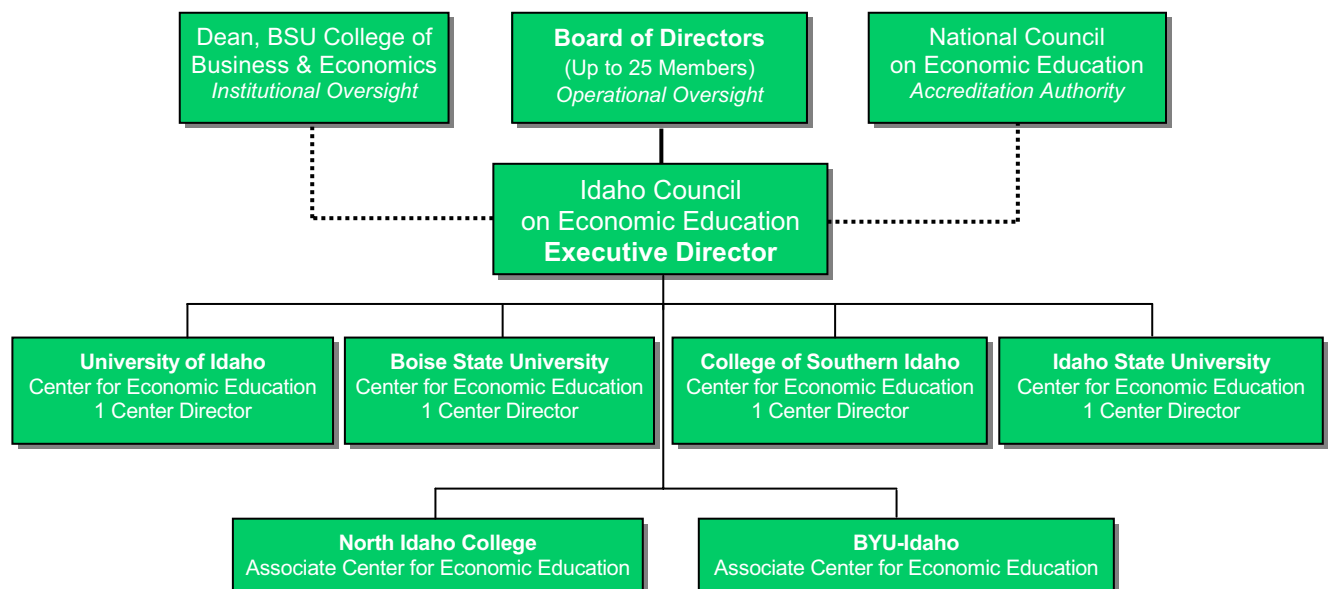 Dean, BSU College of
Business & Economics
Institutional Oversight
Board of Directors
(Up to 25 Members)
Operational Oversight
National Council
on Economic Education
Accreditation Authority
Idaho Council
on Economic Education
Executive Director
University of Idaho
Center for Economic Education
1 Center Director
Boise State University
Center for Economic Education
1 Center Director
College of Southern Idaho
Center for Economic Education
1 Center Director
Idaho State University
Center for Economic Education
1 Center Director
North Idaho College
Associate Center for Economic Education
BYU-Idaho
Associate Center for Economic Education